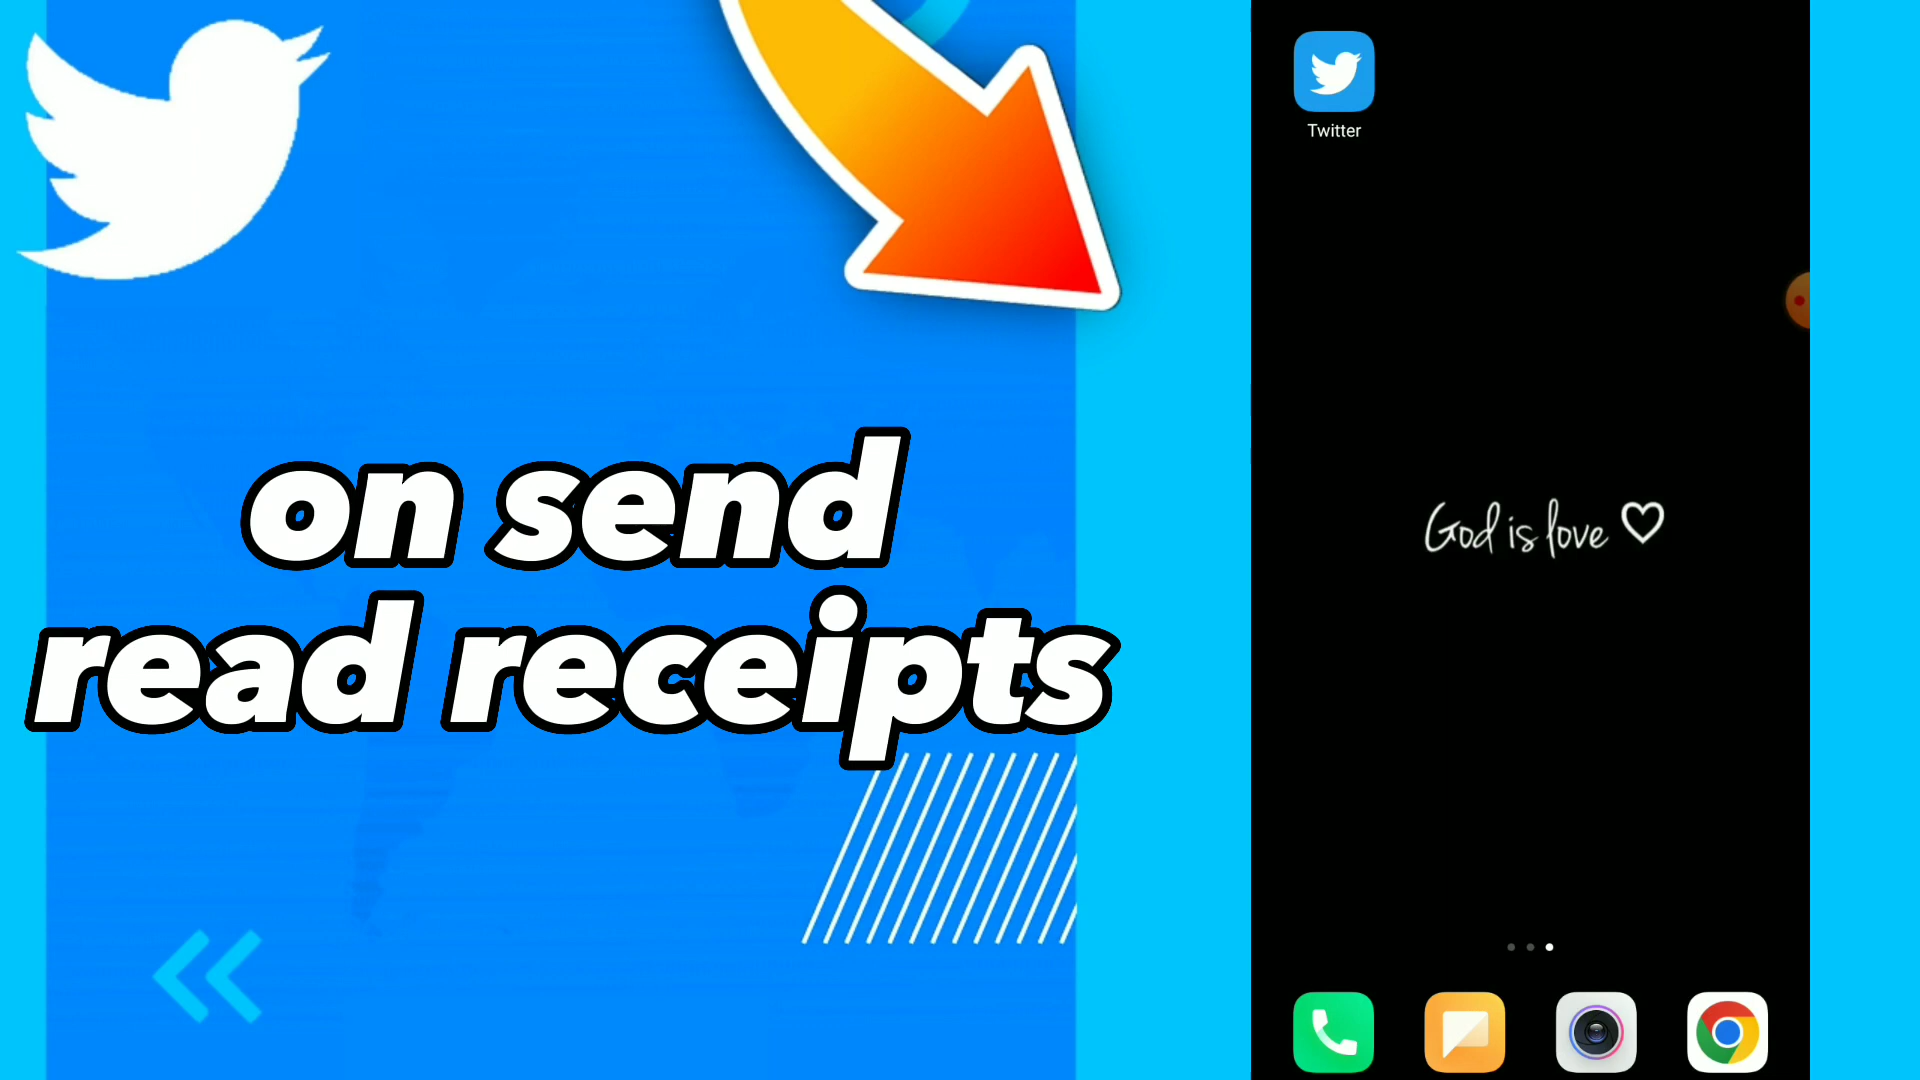 on send
read receipts
Twitter
God is love ♡